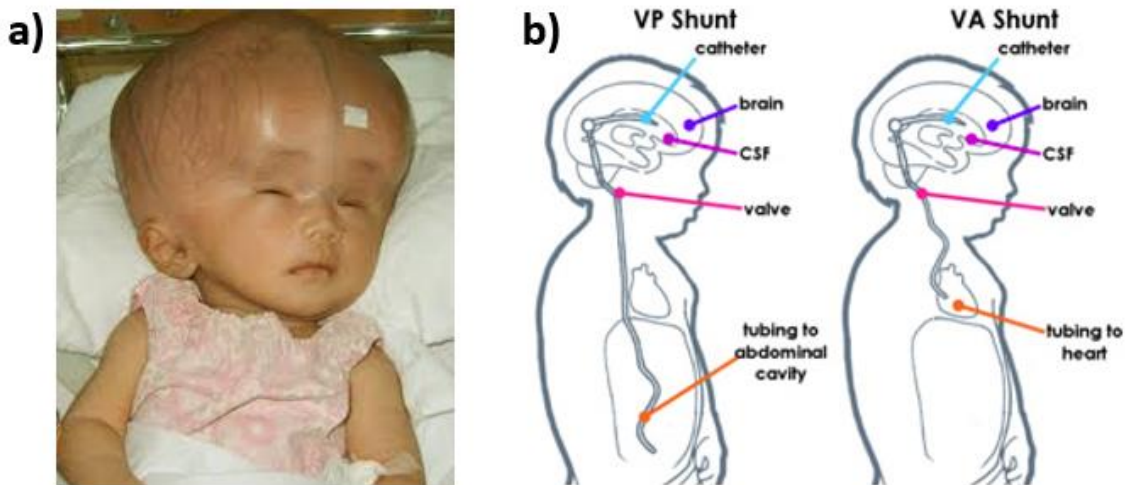 a)
b)
VP Shunt
catheter
brain
CSF
valve
tubing to
abdominal
cavity
VA Shunt
catheter
brain
CSF
valve
tubing to
heart